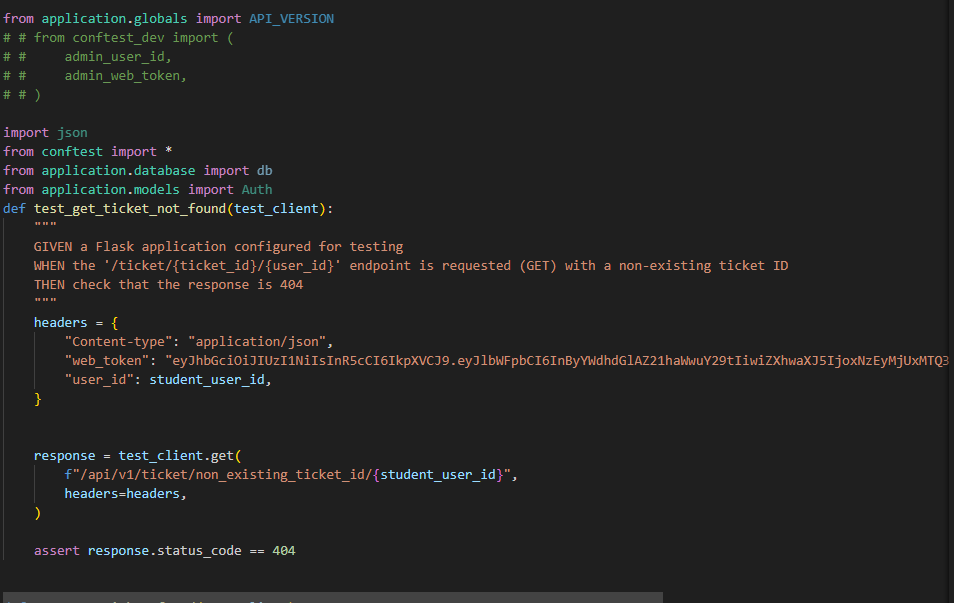 from application.globals import API_VERSION
# # from conftest_dev import (
# #     admin_user_id,
# #     admin_web_token,
# # )
import json
from conftest import *
from application.database import db
from application.models import Auth
def test_get_ticket_not_found(test_client):
    """
    GIVEN a Flask application configured for testing
    WHEN the '/ticket/{ticket_id}/{user_id}' endpoint is requested (GET) with a non-existing ticket ID
    THEN check that the response is 404
    """
    headers = {
        "Content-type": "application/json",
        "web_token": "eyJhbGciOiJIUzI1NiIsInR5cCI6IkpXVCJ9.eyJlbWFpbCI6InByYWdhdGlAZ21haWwuY29tIiwiZXhwaXJ5IjoxNzEyMjUxMTQ3
        "user_id": student_user_id,
    }
    response = test_client.get(
        f"/api/v1/ticket/non_existing_ticket_id/{student_user_id}",
        headers=headers,
    )
    assert response.status_code == 404